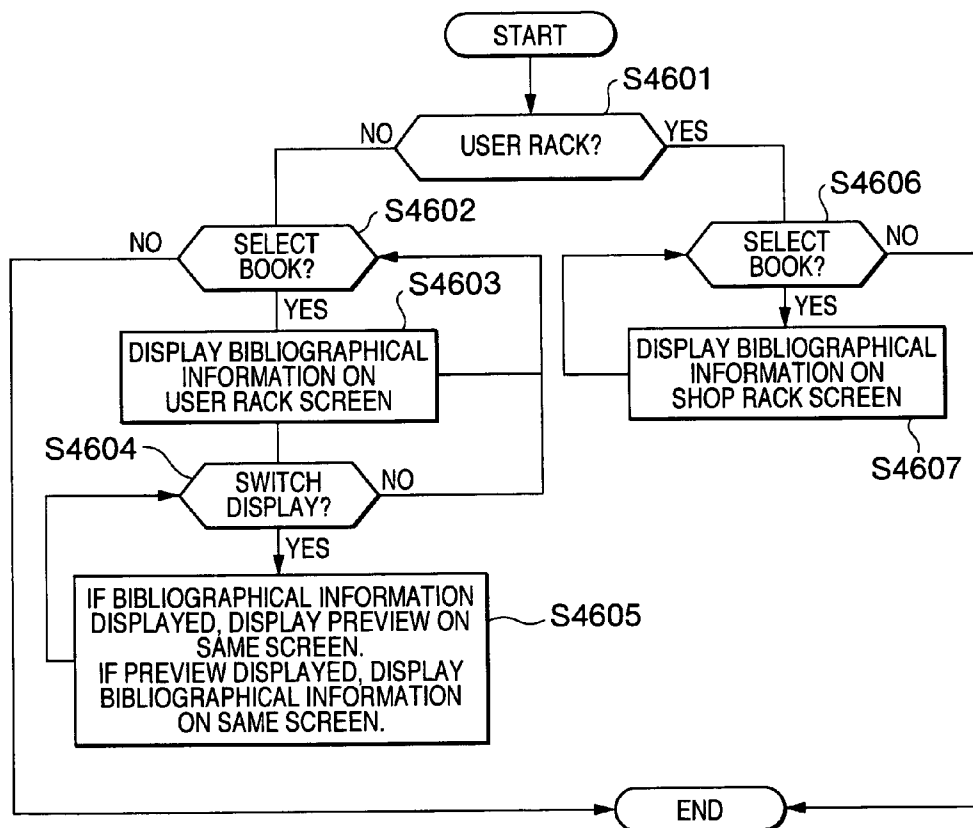 START
S4601
NO
USER RACK?
YES
S4602
NO
SELECT
BOOK?
YES
S4603
DISPLAY BIBLIOGRAPHICAL
INFORMATION ON
USER RACK SCREEN
S4604
SWITCH
DISPLAY?
NO
YES
IF BIBLIOGRAPHICAL INFORMATION
DISPLAYED, DISPLAY PREVIEW ON
SAME SCREEN.
IF PREVIEW DISPLAYED, DISPLAY
BIBLIOGRAPHICAL INFORMATION
ON SAME SCREEN.
S4605
S4606
SELECT
BOOK?
NO
YES
DISPLAY BIBLIOGRAPHICAL
INFORMATION ON
SHOP RACK SCREEN
S4607
END